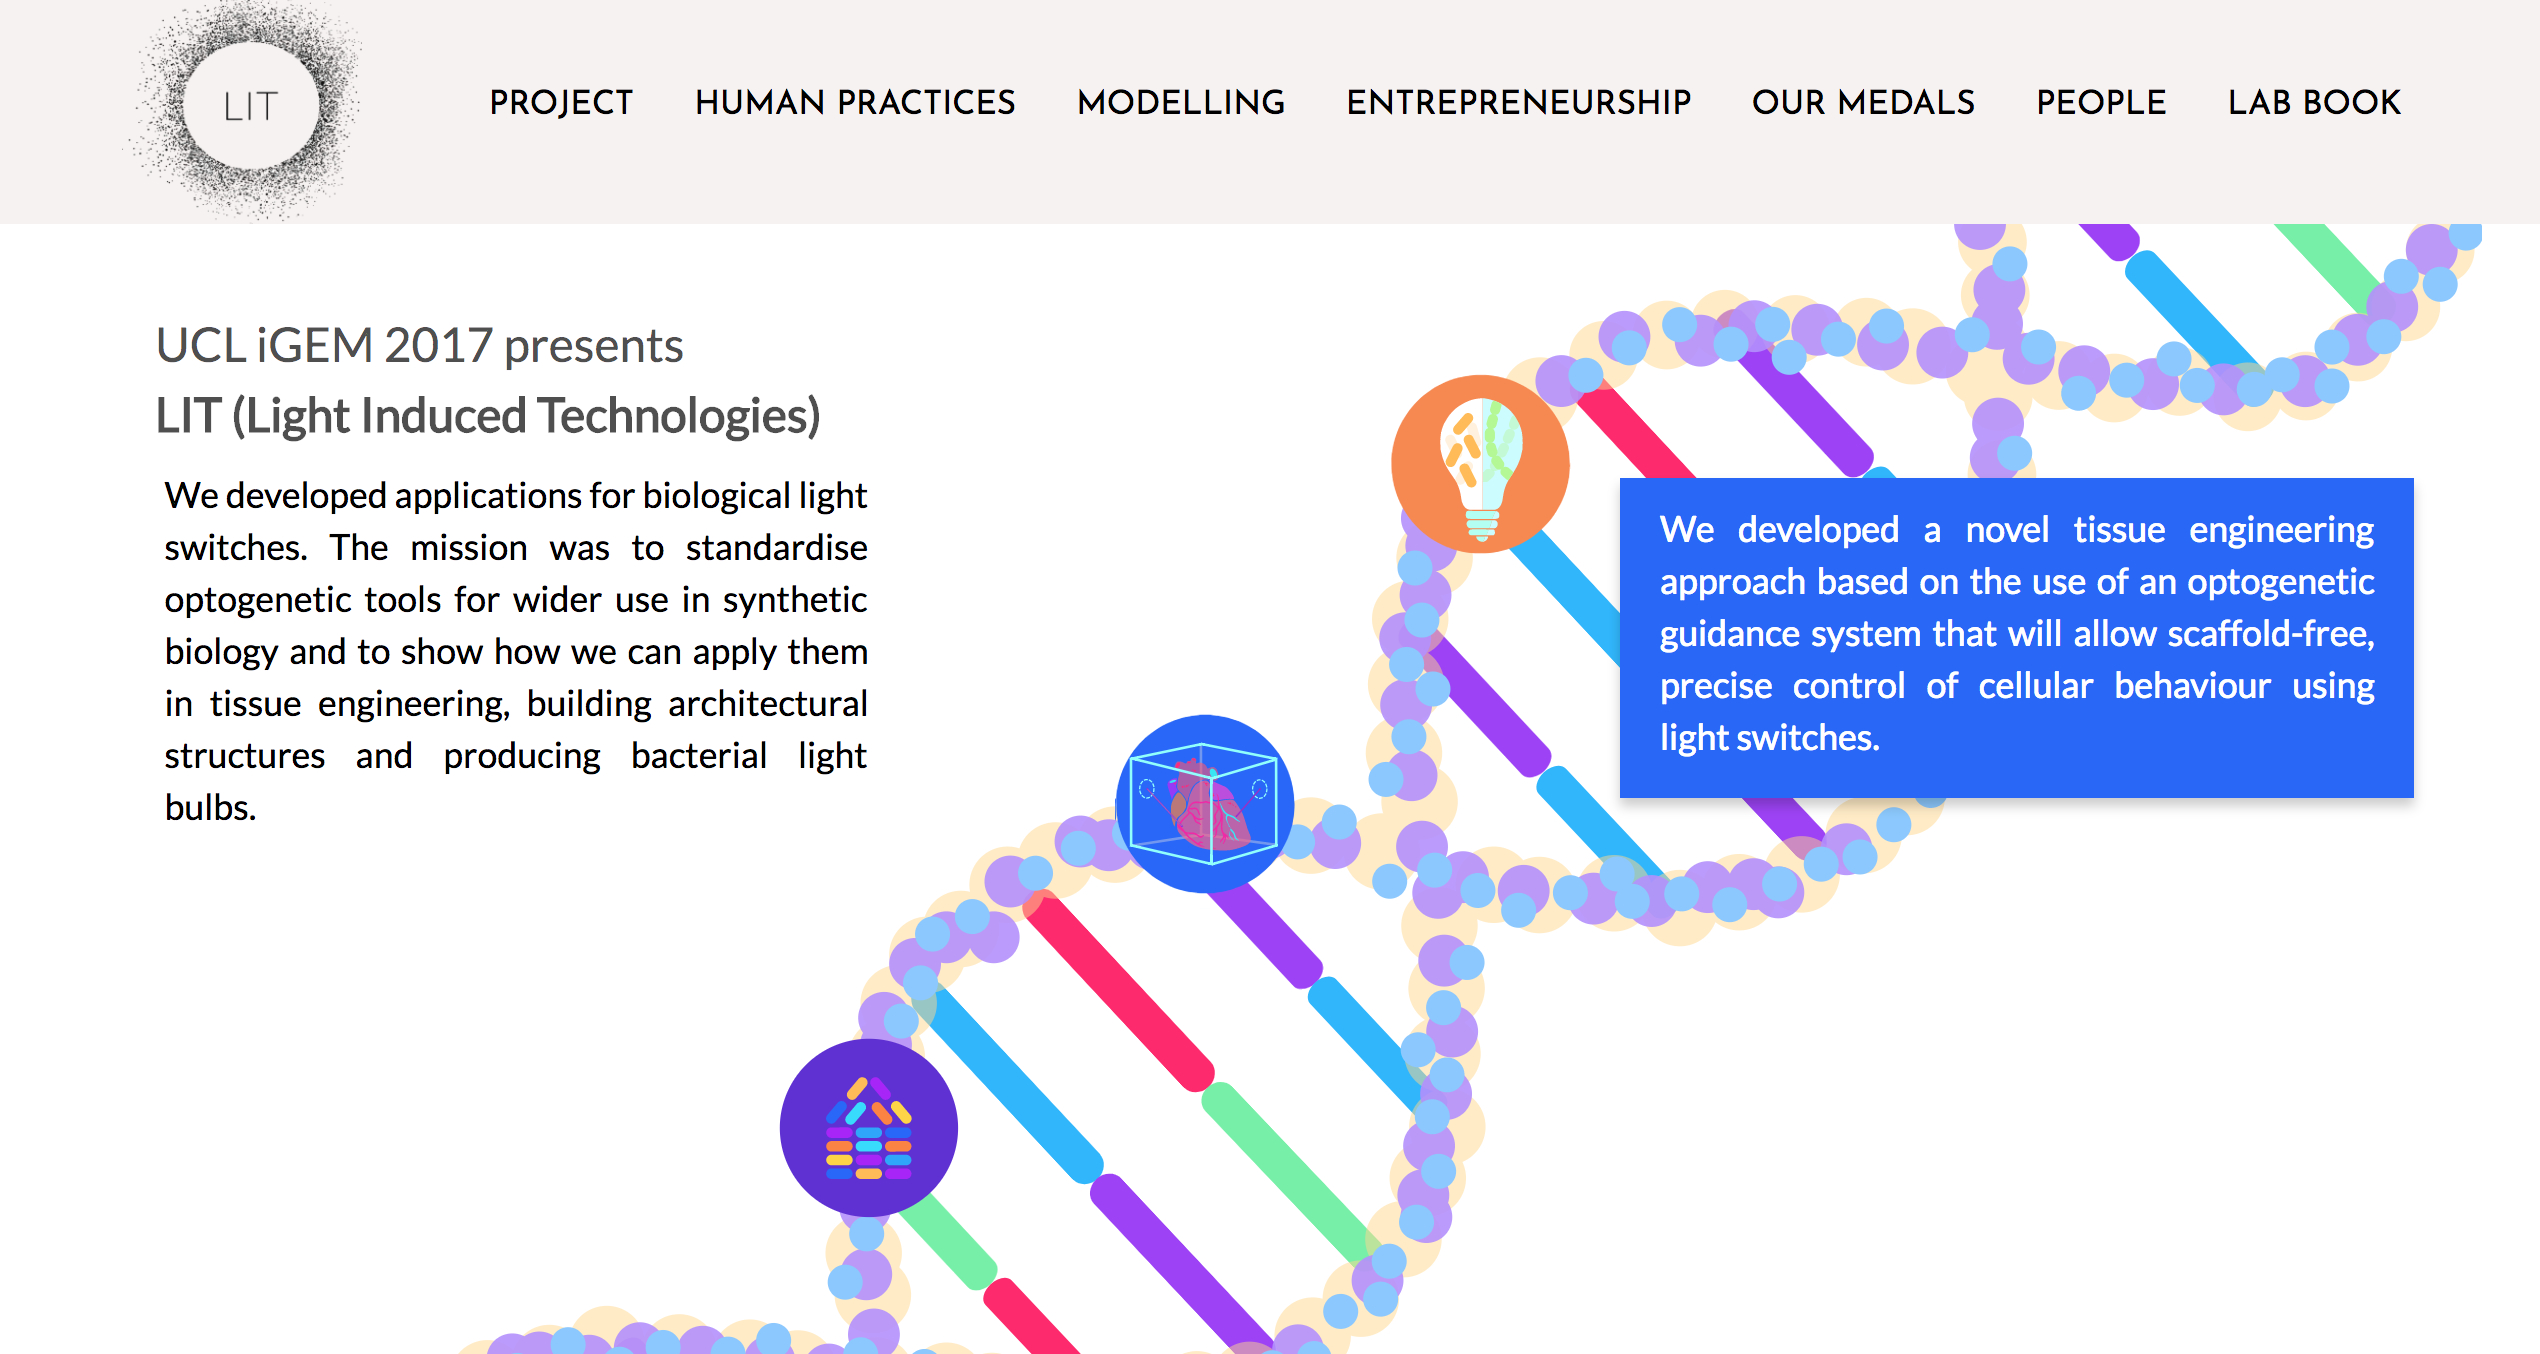 LIT
PROJECT HUMAN PRACTICES MODELLING ENTREPRENEURSHIP OUR MEDALS PEOPLE LAB BOOK
UCL iGEM 2017 presents
LIT (Light Induced Technologies)
We developed applications for biological light
switches. The mission was to standardise
optogenetic tools for wider use in synthetic
biology and to show how we can apply them
in tissue engineering, building architectural
structures and producing bacterial light
bulbs.
We developed a novel tissue engineering
approach based on the use of an optogenetic
guidance system that will allow scaffold-free,
precise control of cellular behaviour using
light switches.